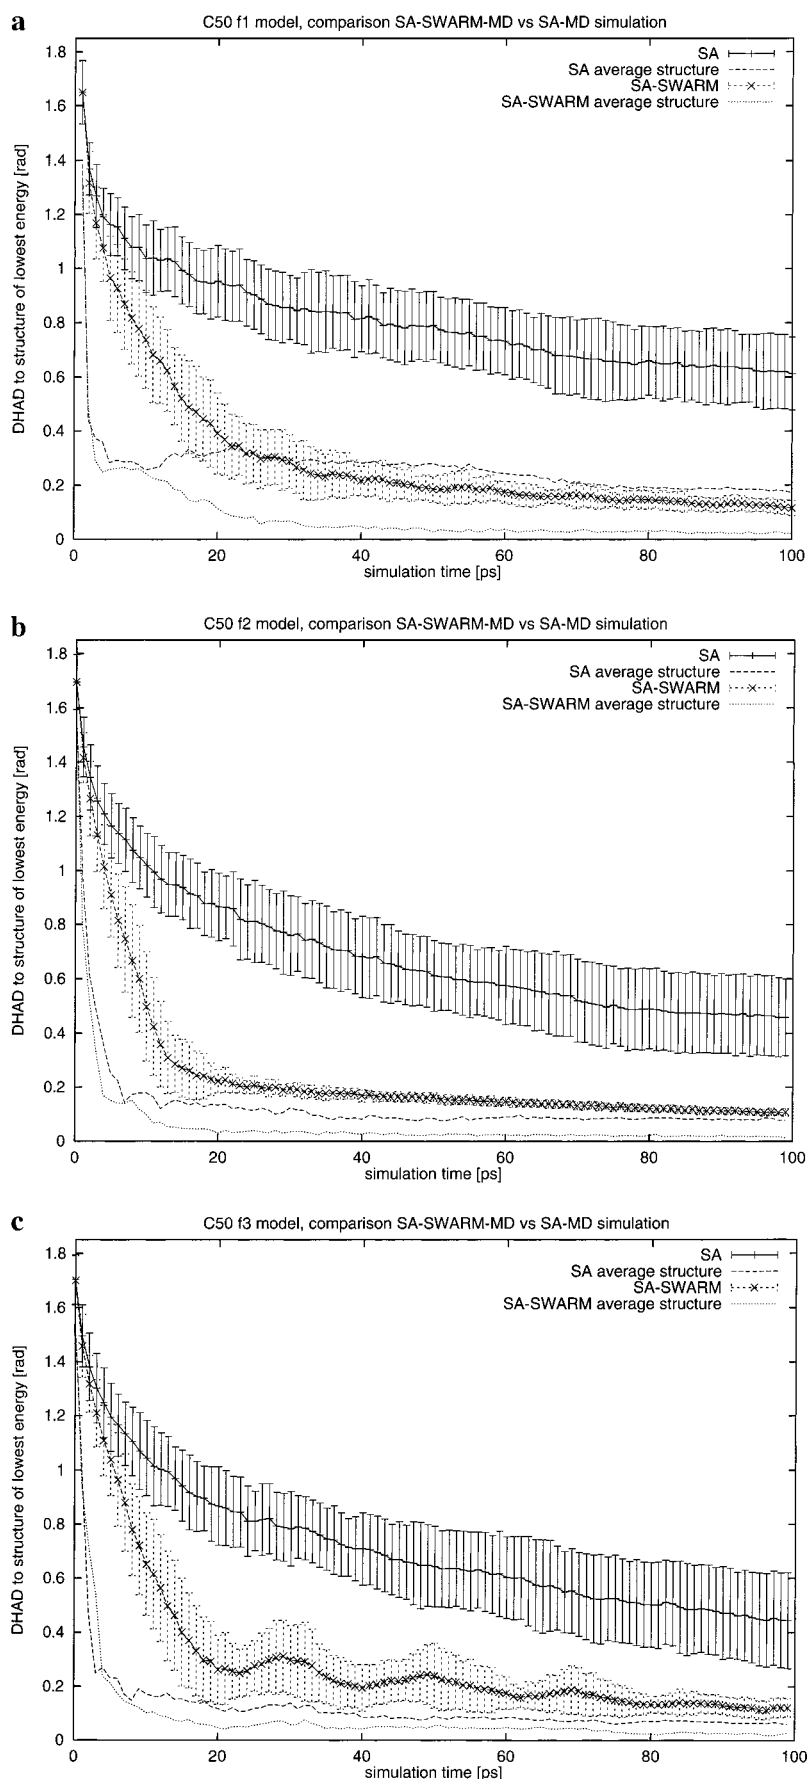 a
C50 f1 model, comparison SA-SWARM-MD vs SA-MD simulation
1.8
1.6
1.4
1.2
1
0.8
0.6
0.4
0.2
0
DHAD to structure of lowest energy [rad]
SA
SA average structure
SA-SWARM
SA-SWARM average structure
0 20 40 60 80 100
simulation time [ps]
b
C50 f2 model, comparison SA-SWARM-MD vs SA-MD simulation
1.8
1.6
1.4
1.2
1
0.8
0.6
0.4
0.2
0
DHAD to structure of lowest energy [rad]
SA
SA average structure
SA-SWARM
SA-SWARM average structure
0 20 40 60 80 100
simulation time [ps]
c
C50 f3 model, comparison SA-SWARM-MD vs SA-MD simulation
1.8
1.6
1.4
1.2
1
0.8
0.6
0.4
0.2
0
DHAD to structure of lowest energy [rad]
SA
SA average structure
SA-SWARM
SA-SWARM average structure
0 20 40 60 80 100
simulation time [ps]